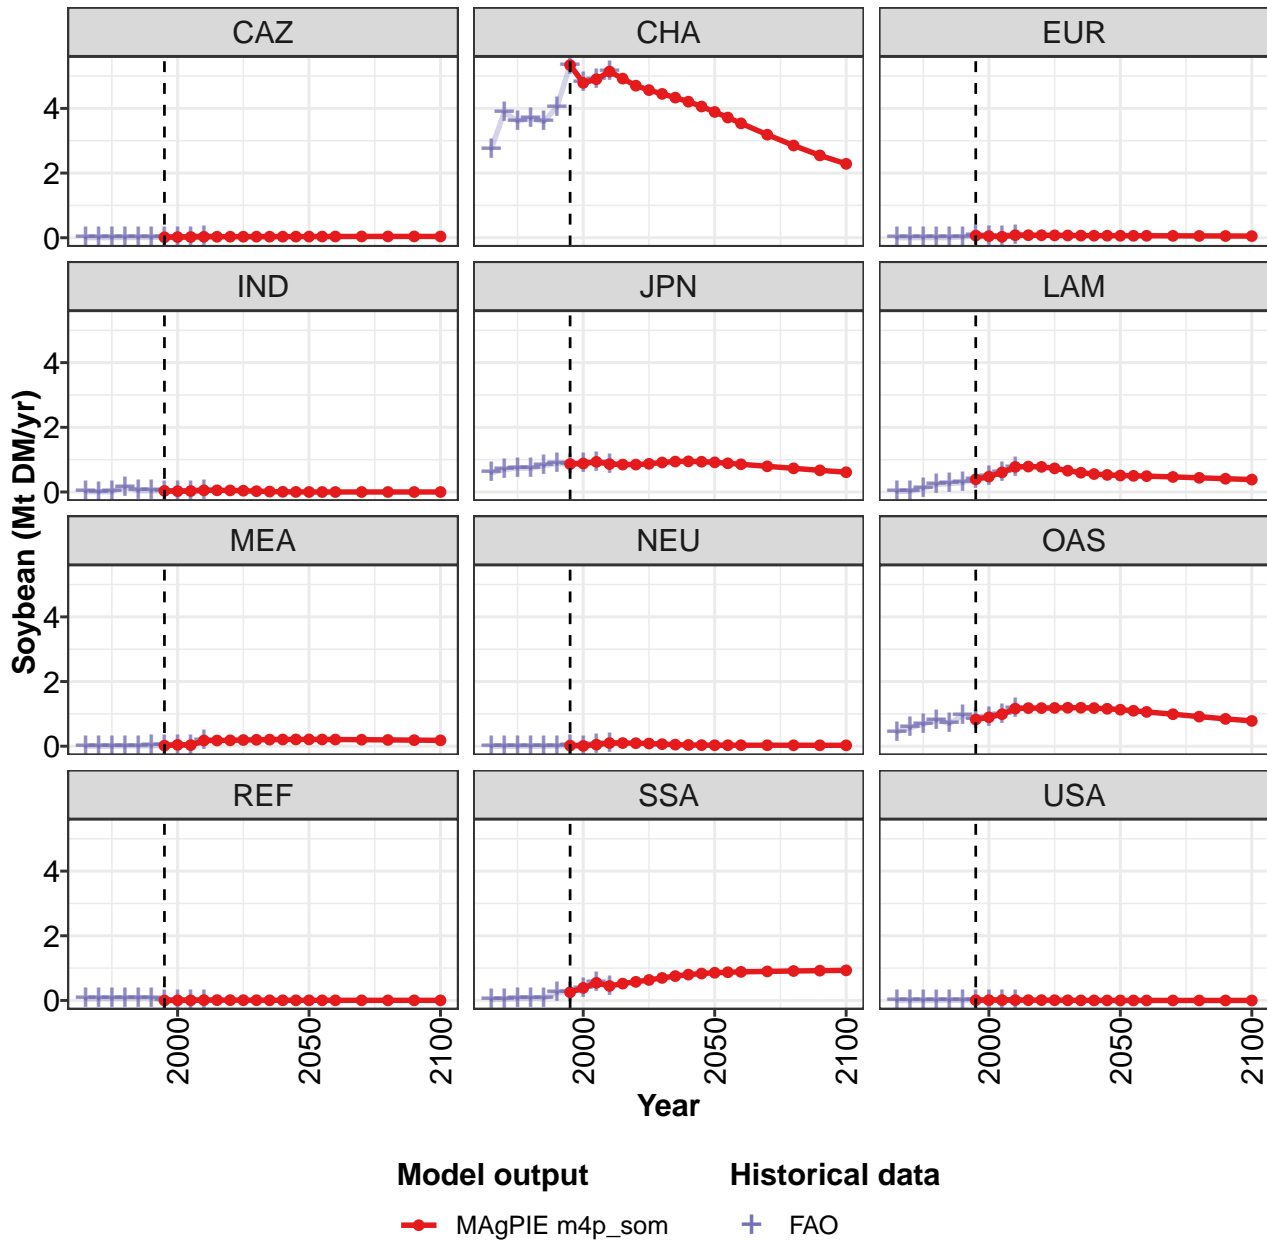 CAZ CHA EUR
4
2
0
IND JPN LAM
4
2
0
MEA NEU OAS
4
2
0
REF SSA USA
4
2
0
Soybean (Mt DM/yr)
2000 2050 2100 2000 2050 2100 2000 2050 2100
Year
Model output Historical data
MAgPIE m4p_som FAO